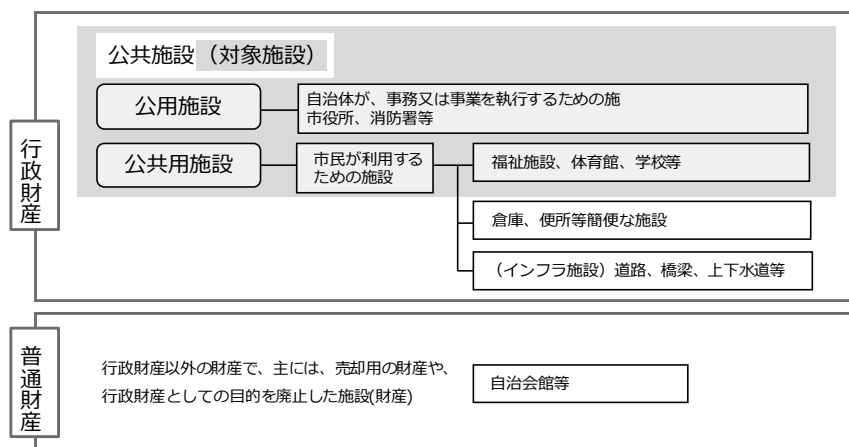 公共施設（対象施設）
公用施設
自治体が、事務又は事業を執行するための施
市役所、消防署等
行政財産
公共用施設
市民が利用する
ための施設
福祉施設、体育館、学校等
倉庫、便所等簡便な施設
（インフラ施設）道路、橋梁、上下水道等
普通財産
行政財産以外の財産で、主には、売却用の財産や、
行政財産としての目的を廃止した施設(財産)
自治会館等